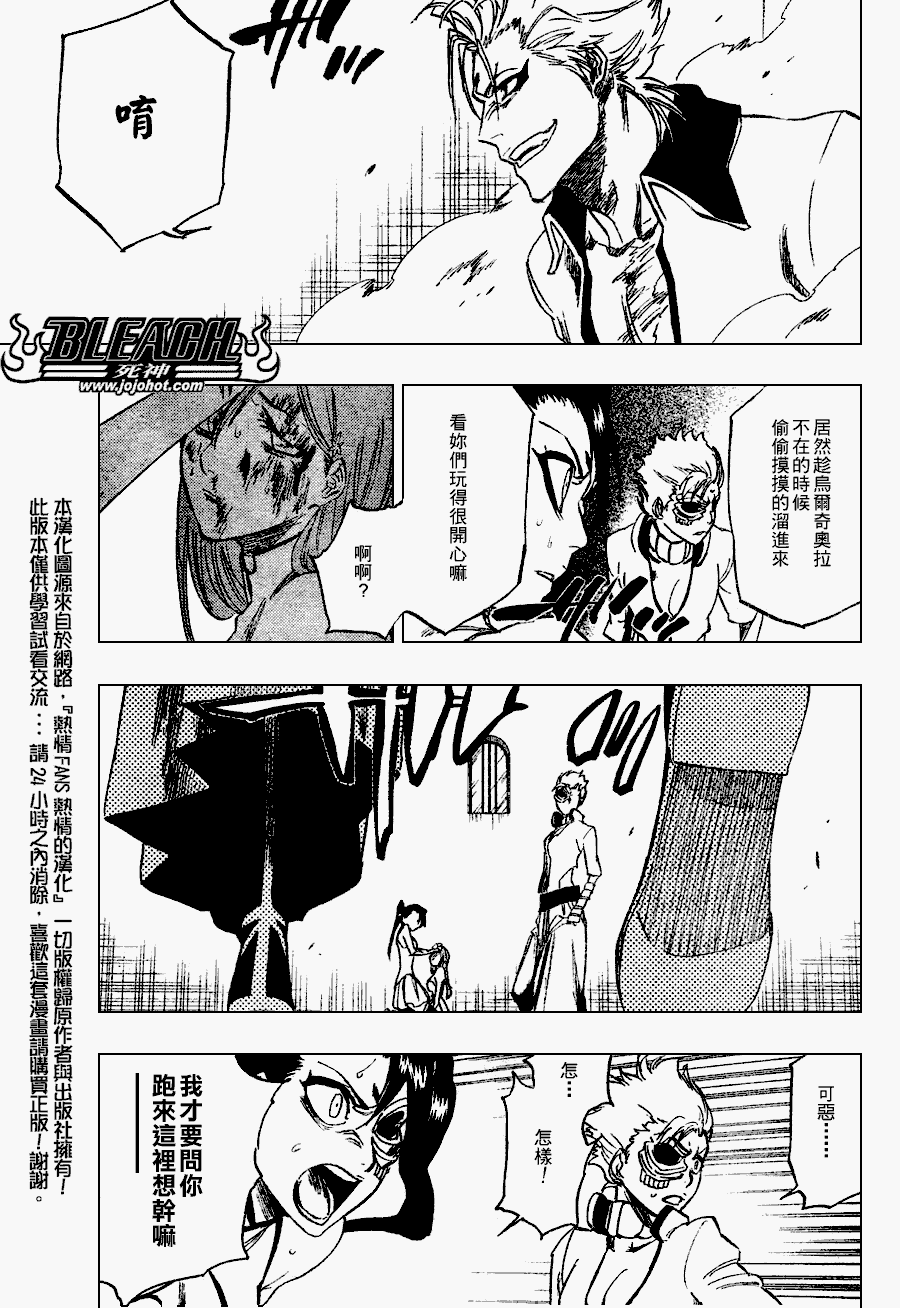 唷
BLEACH
死神
www.jojohot.com
居然趁烏爾奇奧拉
不在的時候
偷偷摸摸的溜進來
看妳們玩得很開心嘛
啊啊？
可惡……
怎…
怎樣！
我才要問你
跑來這裡想幹嘛
本漢化圖源來自於網路，『熱情FANS熱情的漢化』一切版權歸原作者與出版社擁有！
此版本僅供學習試看交流…請24小時之內消除，喜歡這套漫畫請購買正版！謝謝。